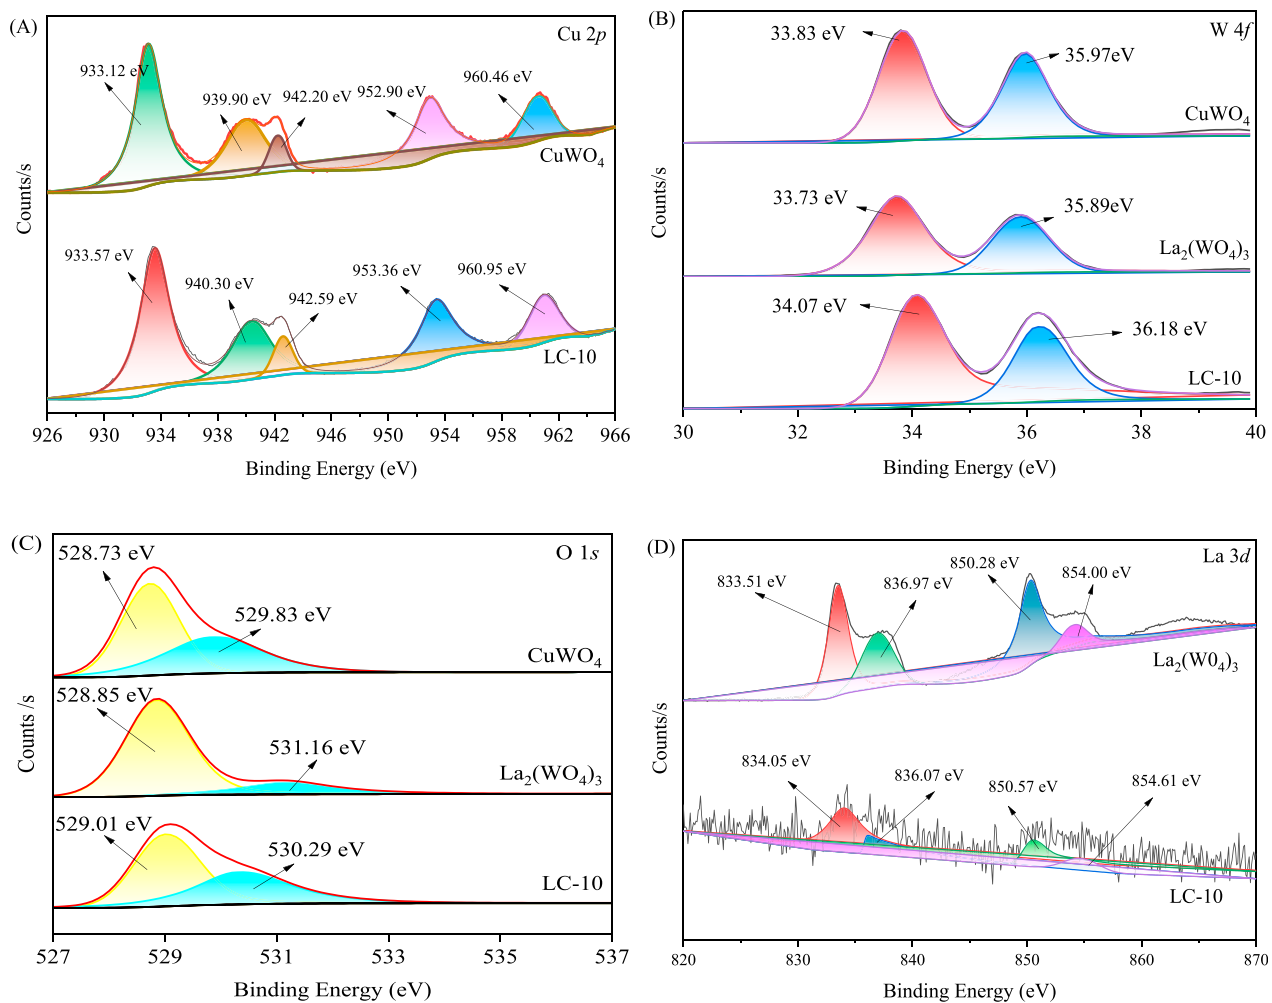 (A)
Cu 2p
933.12 eV
939.90 eV
942.20 eV
952.90 eV
960.46 eV
CuWO4
933.57 eV
940.30 eV
942.59 eV
953.36 eV
960.95 eV
LC-10
Counts/s
926 930 934 938 942 946 950 954 958 962 966
Binding Energy (eV)
(B)
W 4f
33.83 eV
35.97eV
CuWO4
33.73 eV
35.89eV
La2(WO4)3
34.07 eV
36.18 eV
LC-10
Counts/s
30 32 34 36 38 40
Binding Energy (eV)
(C)
O 1s
528.73 eV
529.83 eV
CuWO4
528.85 eV
531.16 eV
La2(WO4)3
529.01 eV
530.29 eV
LC-10
Counts /s
527 529 531 533 535 537
Binding Energy (eV)
(D)
La 3d
833.51 eV
836.97 eV
850.28 eV
854.00 eV
La2(W04)3
834.05 eV
836.07 eV
850.57 eV
854.61 eV
LC-10
Counts/s
820 830 840 850 860 870
Binding Energy (eV)